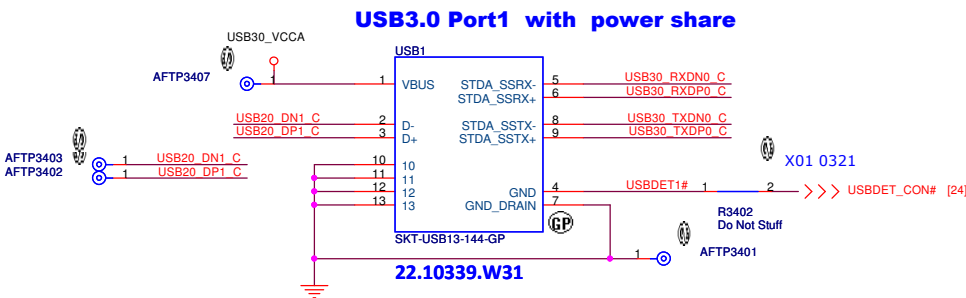 USB3.0 Port1 with power share
USB30_VCCA
USB1
AFTP3407
1
1
VBUS
STDA_SSRX-
5
USB30_RXDN0_C
STDA_SSRX+
6
USB30_RXDP0_C
USB20_DN1_C
2
D-
STDA_SSTX-
8
USB30_TXDN0_C
USB20_DP1_C
3
D+
STDA_SSTX+
9
USB30_TXDP0_C
AFTP3403
1
USB20_DN1_C
AFTP3402
1
USB20_DP1_C
10
10
11
11
12
12
13
13
GND
4
USBDET1#
1
2
USBDET_CON# [24]
GND_DRAIN
7
X01 0321
R3402
Do Not Stuff
GP
SKT-USB13-144-GP
22.10339.W31
1
AFTP3401